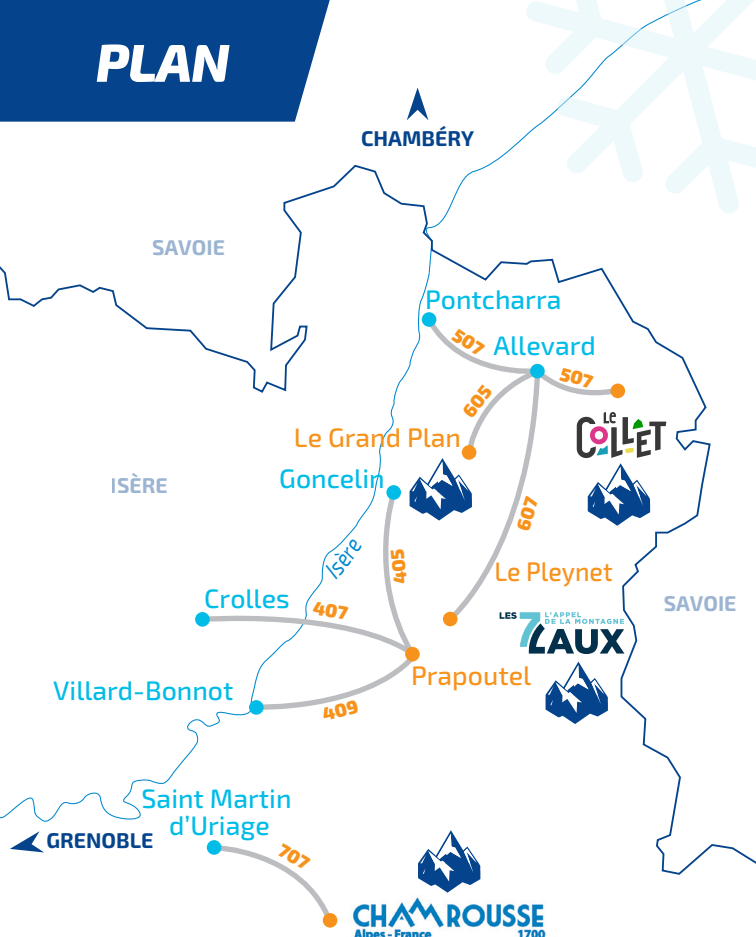 PLAN
CHAMBÉRY
SAVOIE
Pontcharra
507
Allevard
507
605
LE
COLLET
Le Grand Plan
Goncelin
ISÈRE
607
Isère
405
Le Pleynet
Crolles
407
SAVOIE
LES 7 LAUX
L'APPEL
DE LA MONTAGNE
Prapoutel
Villard-Bonnot
409
Saint Martin
d'Uriage
GRENOBLE
707
CHAMROUSSE
Alpes - France 1700